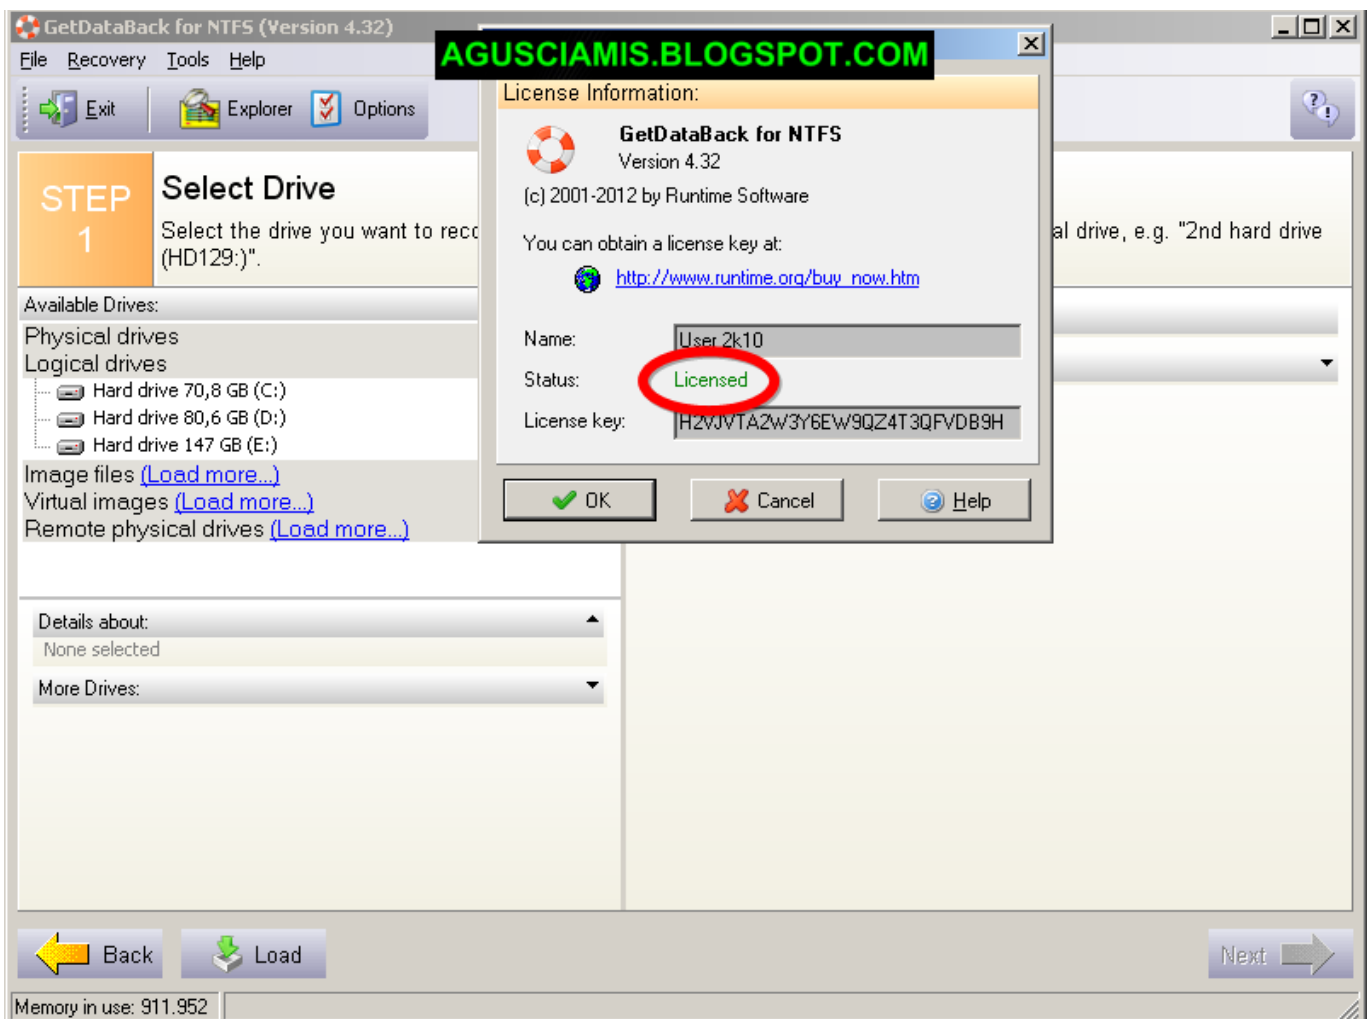 GetDataBack for NTFS (Version 4.32)
AGUSCIAMIS.BLOGSPOT.COM
File Recovery Tools Help
Exit Explorer Options
License Information:
GetDataBack for NTFS
Version 4.32
(c) 2001-2012 by Runtime Software
You can obtain a license key at:
http://www.runtime.org/buy_now.htm
Name: User 2k10
Status: Licensed
License key: H2VJVTA2W3Y6EW9QZ4T3QFVDB9H
OK Cancel Help
STEP
1
Select Drive
Select the drive you want to reco al drive, e.g. "2nd hard drive
(HD129:)".
Available Drives:
Physical drives
Logical drives
Hard drive 70,8 GB (C:)
Hard drive 80,6 GB (D:)
Hard drive 147 GB (E:)
Image files (Load more...)
Virtual images (Load more...)
Remote physical drives (Load more...)
Details about:
None selected
More Drives:
Back Load Next
Memory in use: 911.952